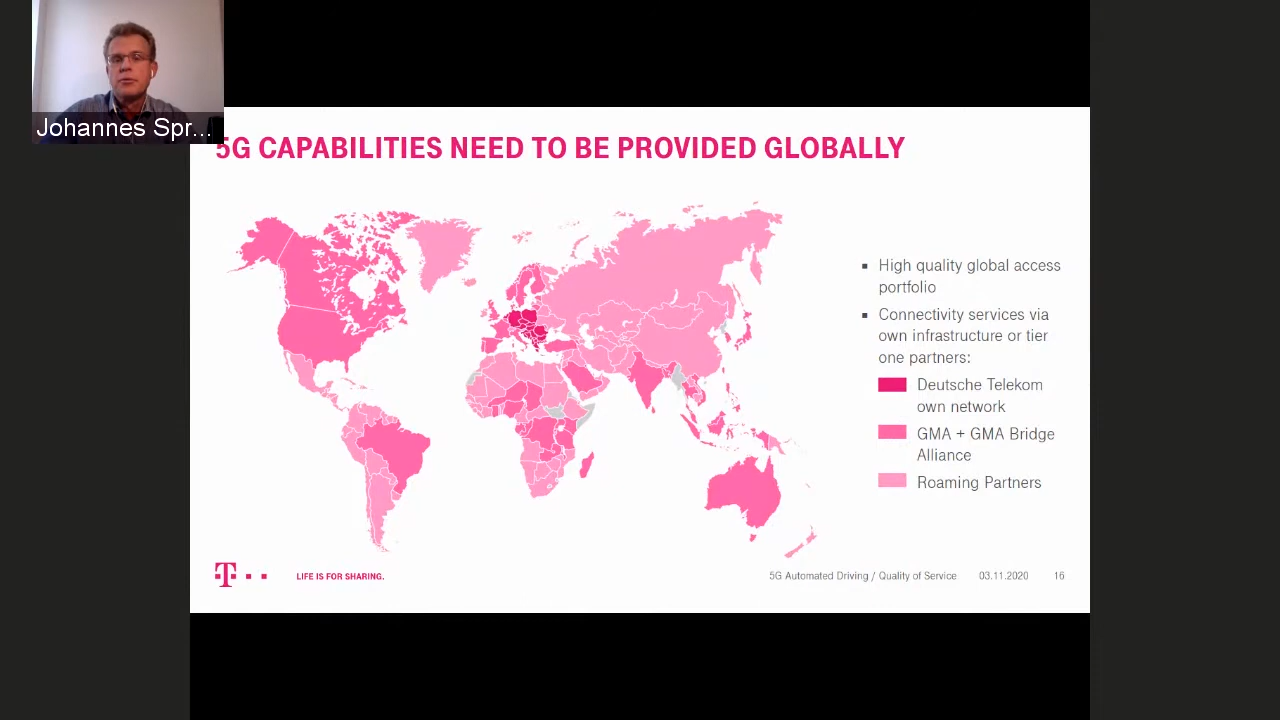 Johannes Spr...
5G CAPABILITIES NEED TO BE PROVIDED GLOBALLY
▪ High quality global access
portfolio
▪ Connectivity services via
own infrastructure or tier
one partners:
Deutsche Telekom
own network
GMA + GMA Bridge
Alliance
Roaming Partners
T
LIFE IS FOR SHARING.
5G Automated Driving / Quality of Service 03.11.2020 16